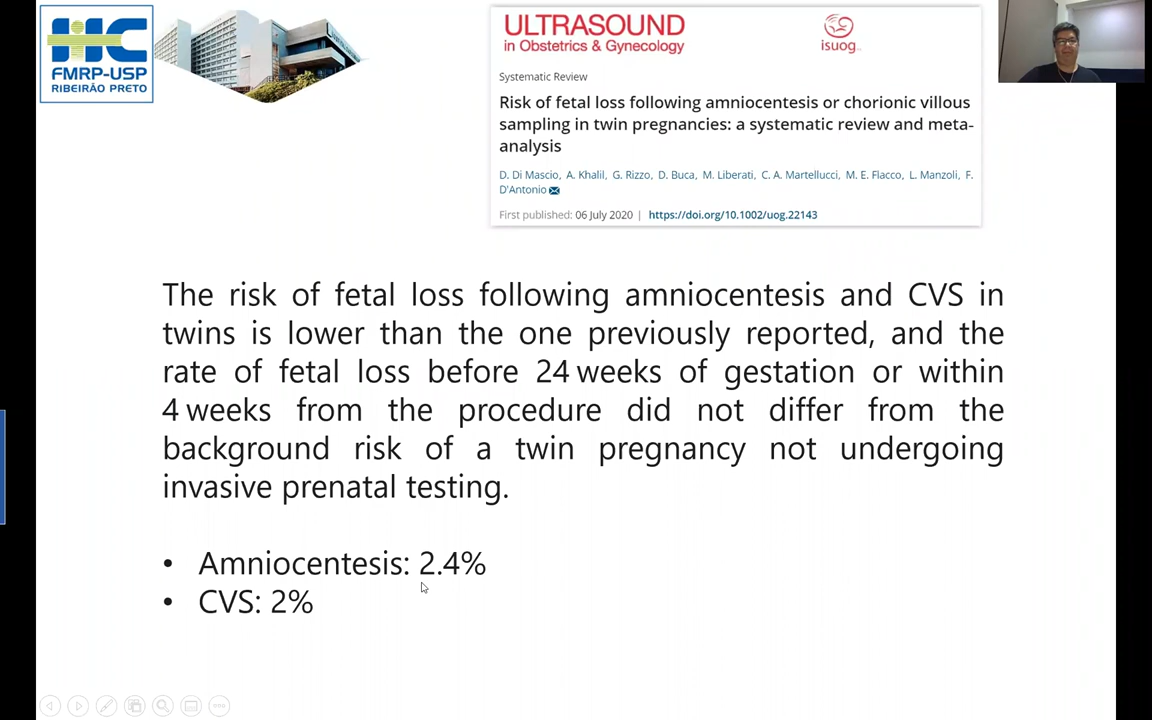 HC
FMRP-USP
RIBEIRÃO PRETO
ULTRASOUND
in Obstetrics & Gynecology
isuog
Systematic Review
Risk of fetal loss following amniocentesis or chorionic villous
sampling in twin pregnancies: a systematic review and meta-
analysis
D. Di Mascio, A. Khalil, G. Rizzo, D. Buca, M. Liberati, C. A. Martellucci, M. E. Flacco, L. Manzoli, F.
D'Antonio
First published: 06 July 2020 | https://doi.org/10.1002/uog.22143
The risk of fetal loss following amniocentesis and CVS in
twins is lower than the one previously reported, and the
rate of fetal loss before 24 weeks of gestation or within
4 weeks from the procedure did not differ from the
background risk of a twin pregnancy not undergoing
invasive prenatal testing.
• Amniocentesis: 2.4%
• CVS: 2%